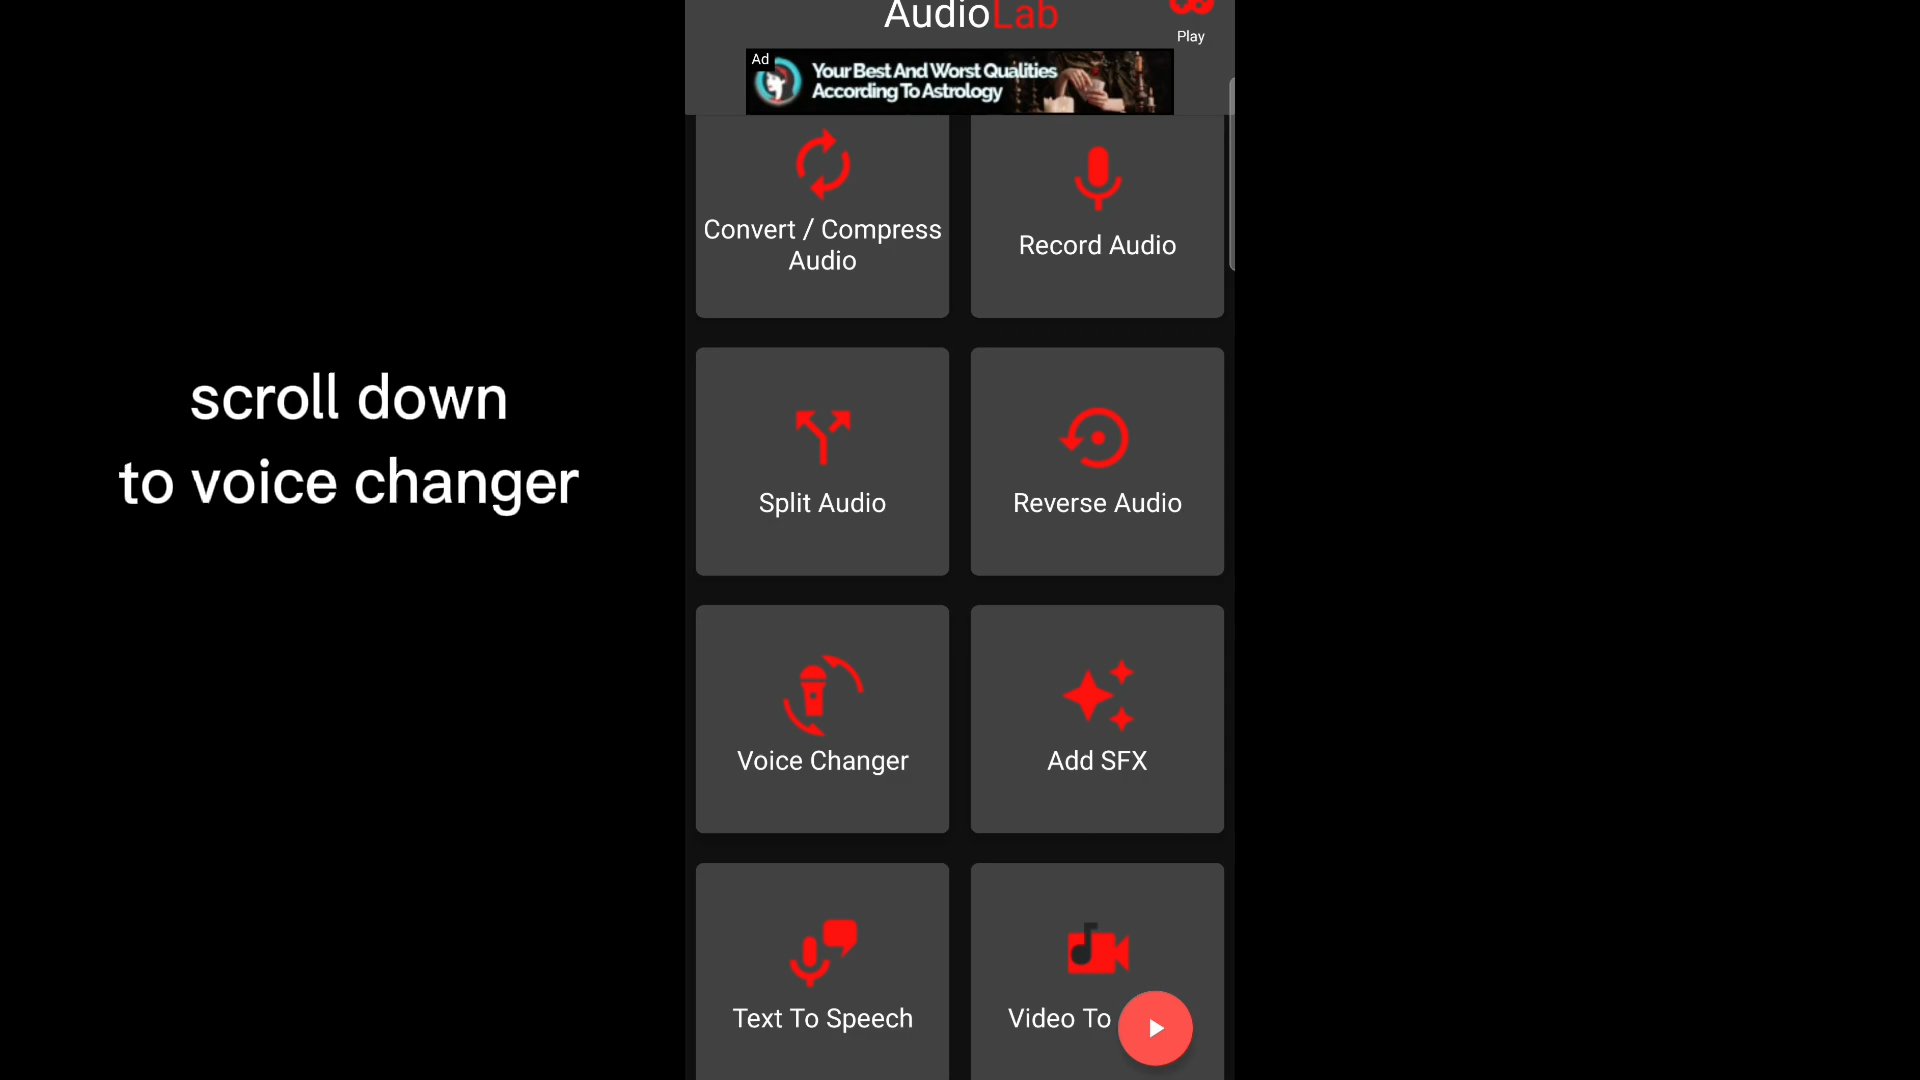 AudioLab
Play
Ad
Your Best And Worst Qualities
According To Astrology
Convert / Compress
Audio
Record Audio
scroll down
to voice changer
Split Audio
Reverse Audio
Voice Changer
Add SFX
Text To Speech
Video To